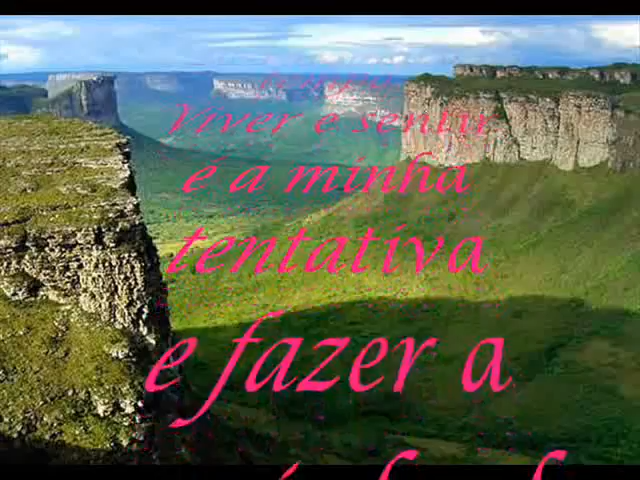 Viver e sentir
é a minha
tentativa
e fazer a